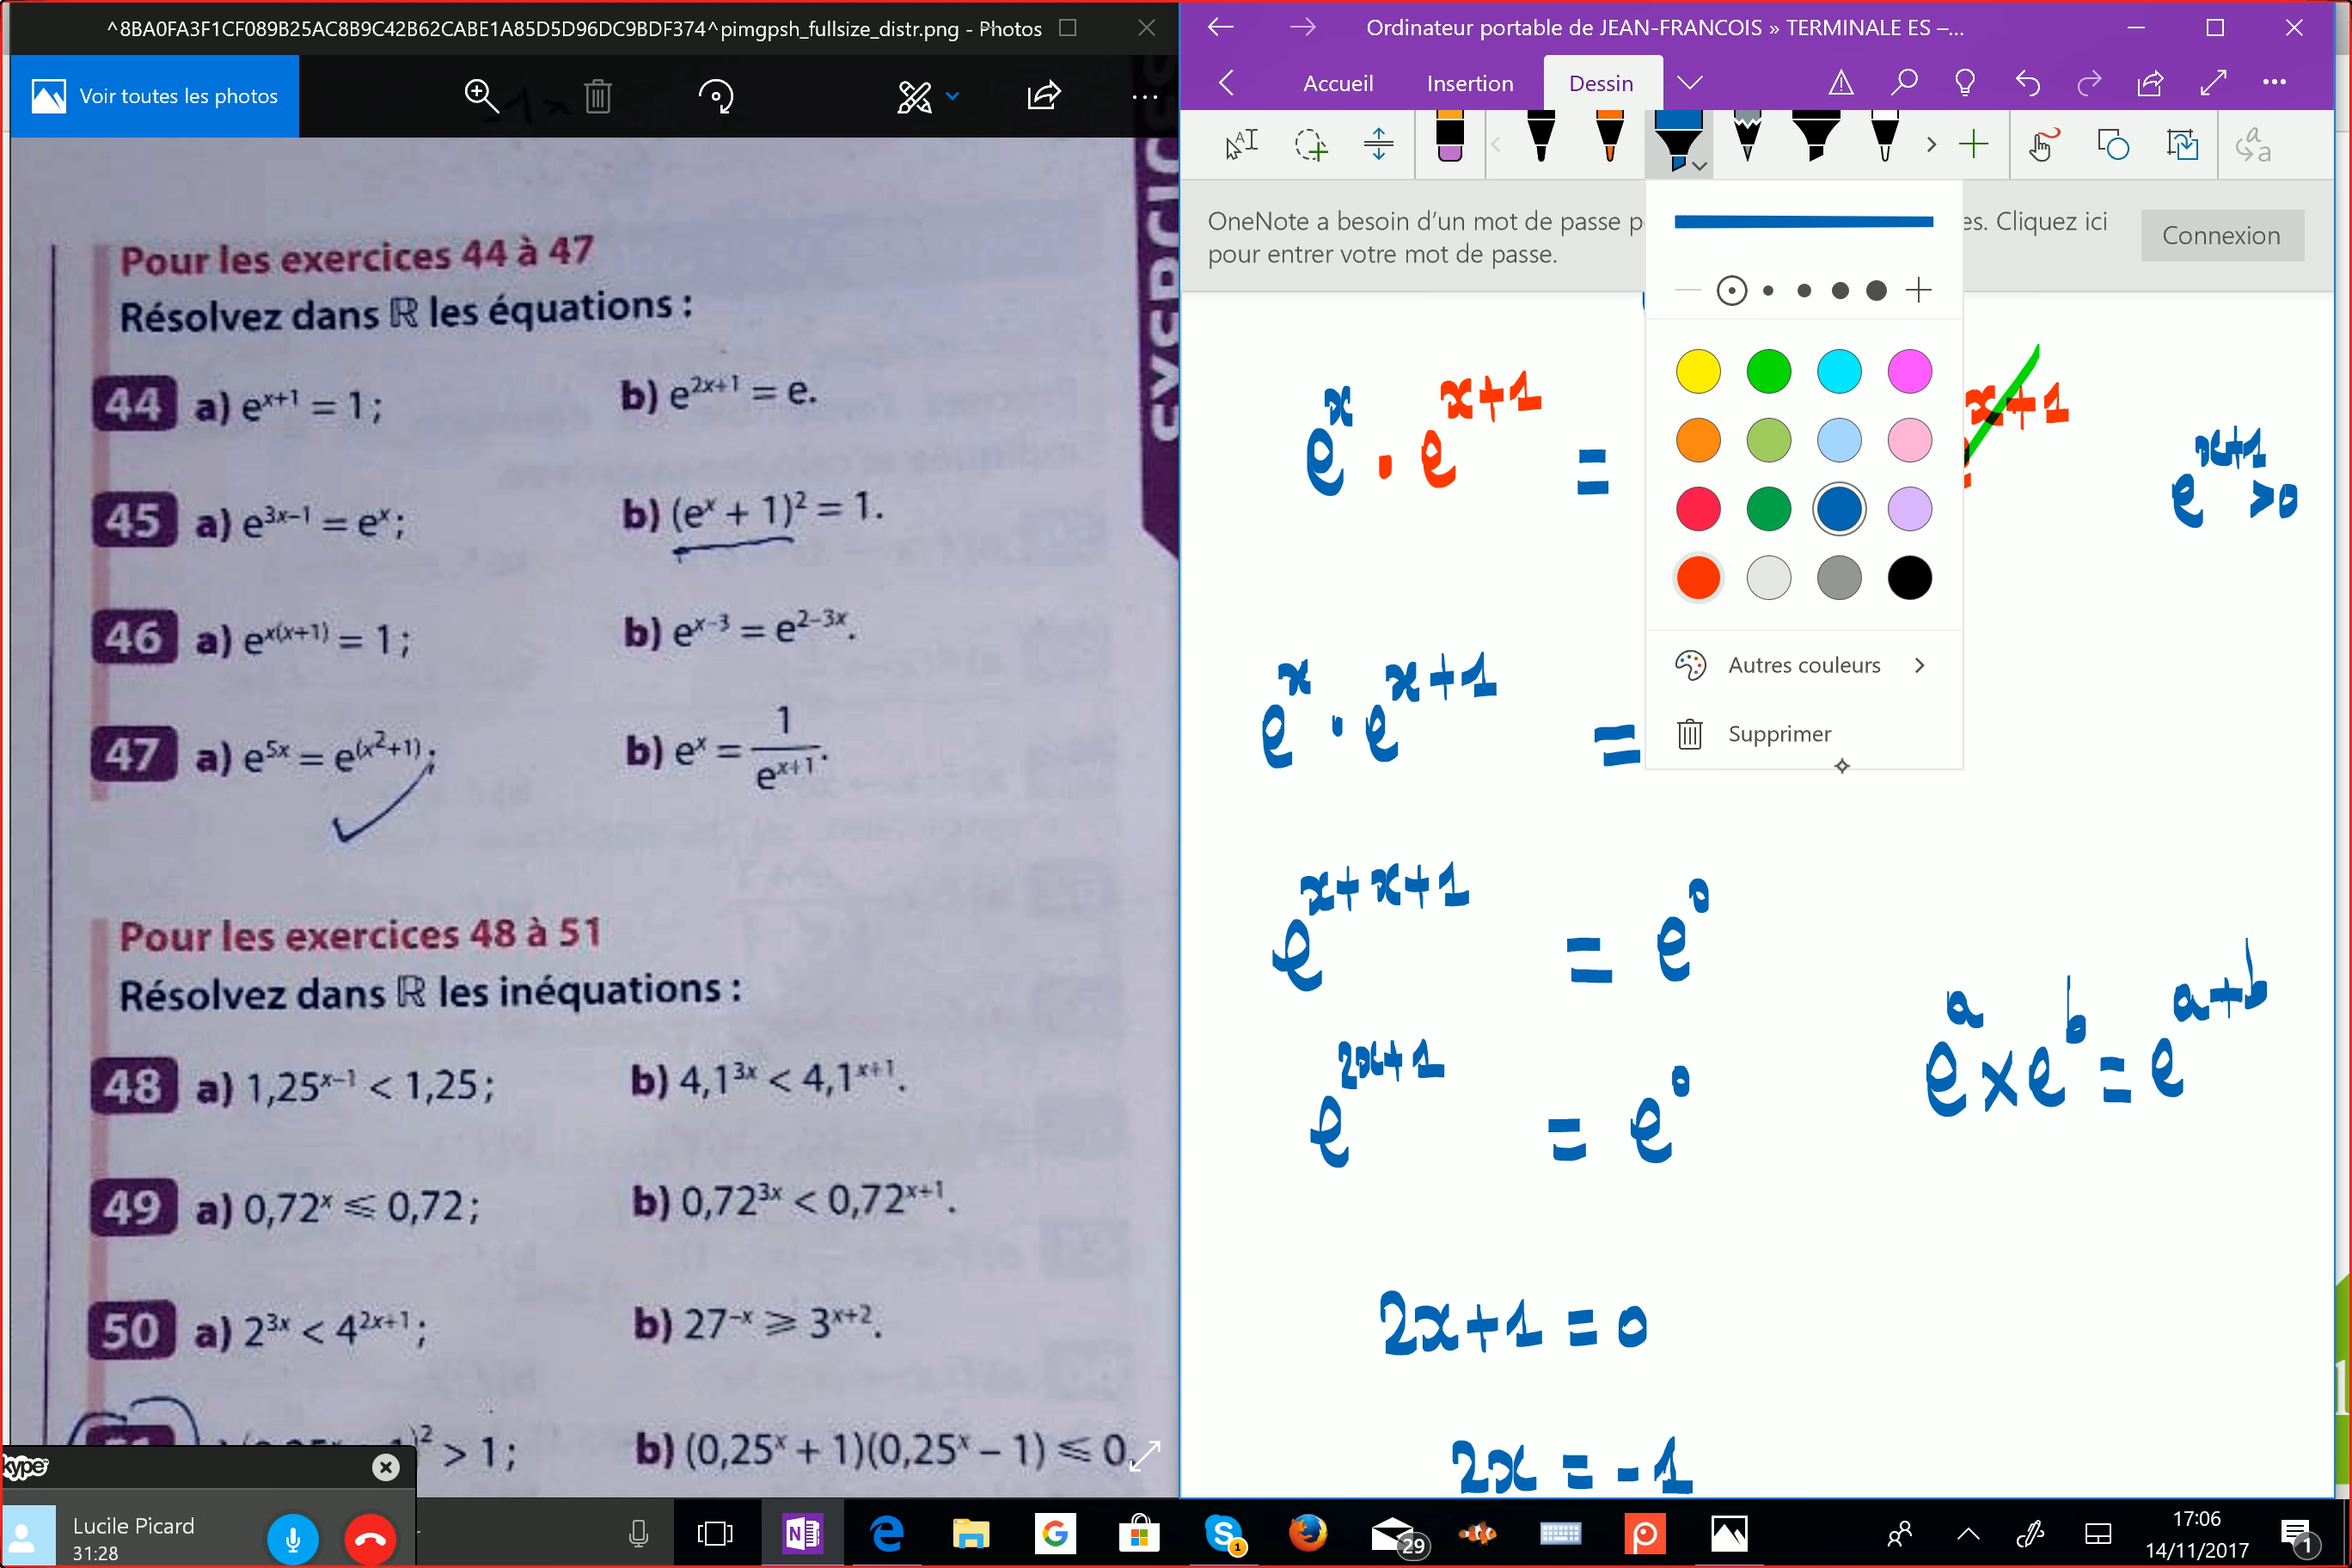 ^8BA0FA3F1CF089B25AC8B9C42B62CABE1A85D5D96DC9BDF374^pimgpsh_fullsize_distr.png - Photos
Voir toutes les photos
Pour les exercices 44 à 47
Résolvez dans ℝ les équations :
44 a) e^{x+1} = 1 ; b) e^{2x+1} = e.
45 a) e^{3x–1} = e^x ; b) (e^x + 1)² = 1.
46 a) e^{x(x+1)} = 1 ; b) e^{x–3} = e^{2–3x}.
47 a) e^{5x} = e^{(x²+1)} ; b) e^x = 1/e^{x+1}.
Pour les exercices 48 à 51
Résolvez dans ℝ les inéquations :
48 a) 1,25^{x–1} < 1,25 ; b) 4,1^{3x} < 4,1^{x+1}.
49 a) 0,72^x ⩽ 0,72 ; b) 0,72^{3x} < 0,72^{x+1}.
50 a) 2^{3x} < 4^{2x+1} ; b) 27^{–x} ⩾ 3^{x+2}.
² > 1 ; b) (0,25^x + 1)(0,25^x – 1) ⩽ 0.
kype
Lucile Picard
31:28
Ordinateur portable de JEAN-FRANCOIS » TERMINALE ES –...
Accueil Insertion Dessin
OneNote a besoin d'un mot de passe p es. Cliquez ici
pour entrer votre mot de passe.
Connexion
Autres couleurs
Supprimer
e^x · e^{x+1} = x+1
e^{x+1} > 0
e^x · e^{x+1} =
e^{x+x+1} = e^0
e^a × e^b = e^{a+b}
e^{2x+1} = e^0
2x+1 = 0
2x = -1
1
29
17:06
14/11/2017
1